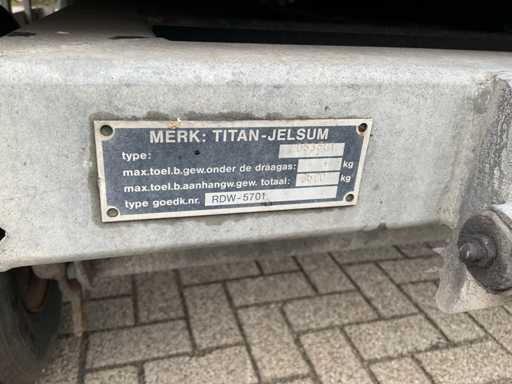 MERK: TITAN-JELSUM
type:
max.toel.b.gew.onder de draagas: kg
max.toel.b.aanhangw.gew. totaal: kg
type goedk.nr. RDW-5701